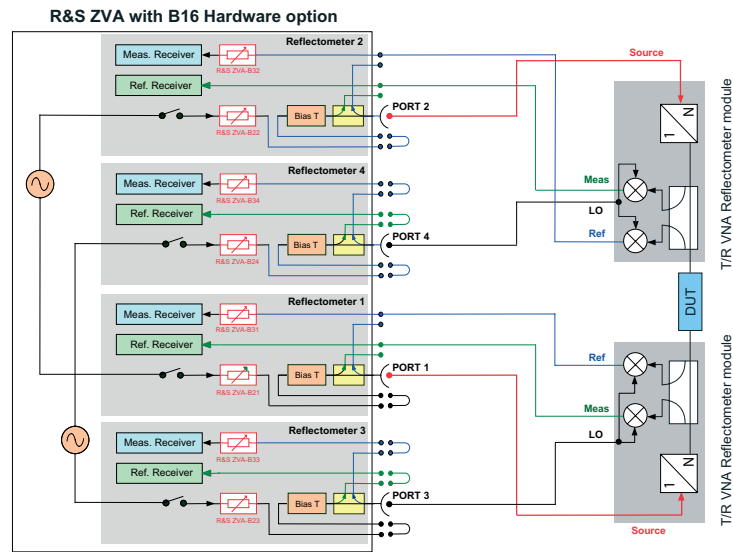 R&S ZVA with B16 Hardware option
Reflectometer 2
Meas. Receiver
R&S ZVA-B32
Ref. Receiver
R&S ZVA-B22
Bias T
PORT 2
Reflectometer 4
Meas. Receiver
R&S ZVA-B34
Ref. Receiver
R&S ZVA-B24
Bias T
PORT 4
Reflectometer 1
Meas. Receiver
R&S ZVA-B31
Ref. Receiver
R&S ZVA-B21
Bias T
PORT 1
Reflectometer 3
Meas. Receiver
R&S ZVA-B33
Ref. Receiver
R&S ZVA-B23
Bias T
PORT 3
Source
1 N
Meas
LO
Ref
T/R VNA Reflectometer module
DUT
Ref
Meas
LO
1 N
Source
T/R VNA Reflectometer module